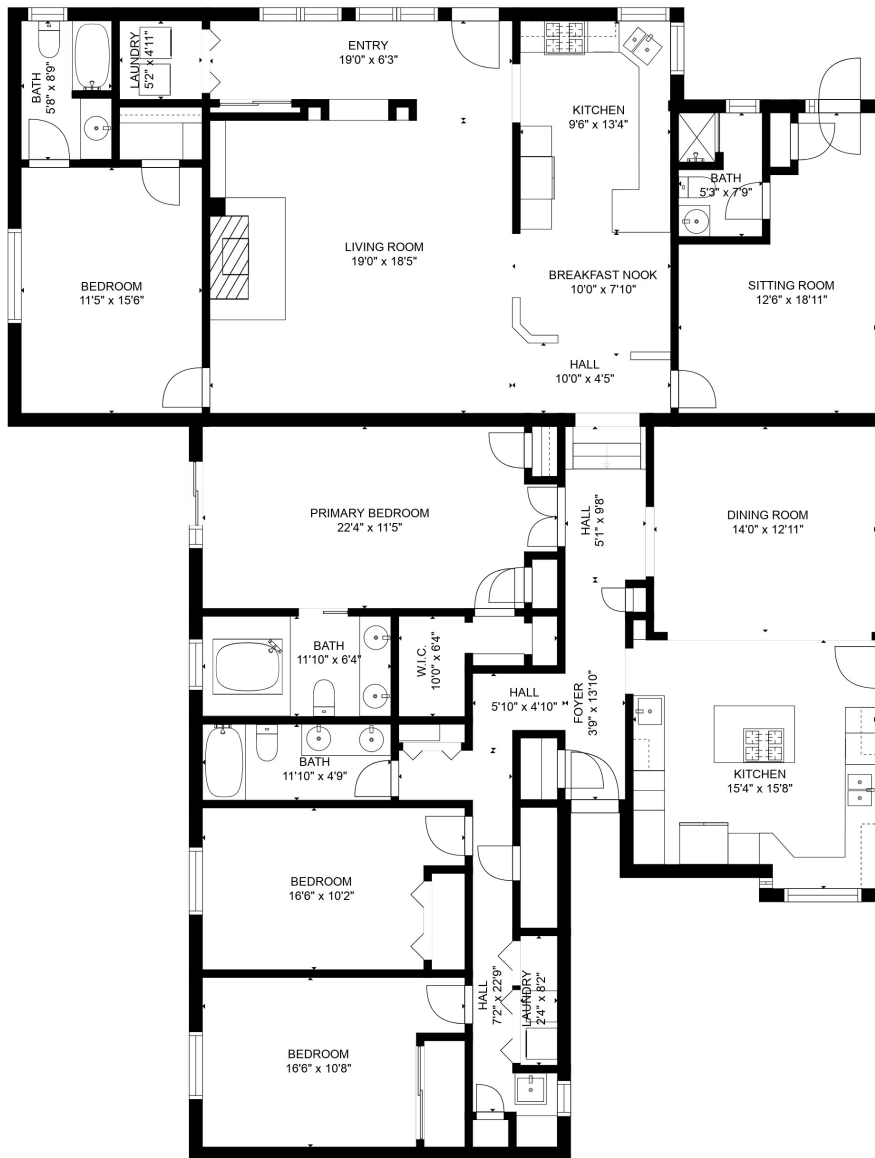 ENTRY
19'0" x 6'3"
LAUNDRY
5'2" x 4'11"
BATH
5'8" x 8'9"
KITCHEN
9'6" x 13'4"
BATH
5'3" x 7'9"
LIVING ROOM
19'0" x 18'5"
BREAKFAST NOOK
10'0" x 7'10"
BEDROOM
11'5" x 15'6"
SITTING ROOM
12'6" x 18'11"
HALL
10'0" x 4'5"
PRIMARY BEDROOM
22'4" x 11'5"
HALL
5'1" x 9'8"
DINING ROOM
14'0" x 12'11"
BATH
11'10" x 6'4"
W.I.C.
10'0" x 6'4"
HALL
5'10" x 4'10"
FOYER
3'9" x 13'10"
BATH
11'10" x 4'9"
KITCHEN
15'4" x 15'8"
BEDROOM
16'6" x 10'2"
HALL
7'2" x 22'9"
LAUNDRY
2'4" x 8'2"
BEDROOM
16'6" x 10'8"